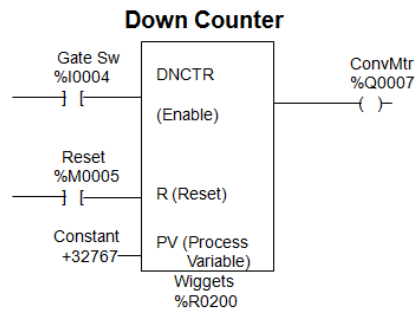 Down Counter
Gate Sw
%I0004
DNCTR
(Enable)
ConvMtr
%Q0007
Reset
%M0005
R (Reset)
Constant
+32767
PV (Process
Variable)
Wiggets
%R0200